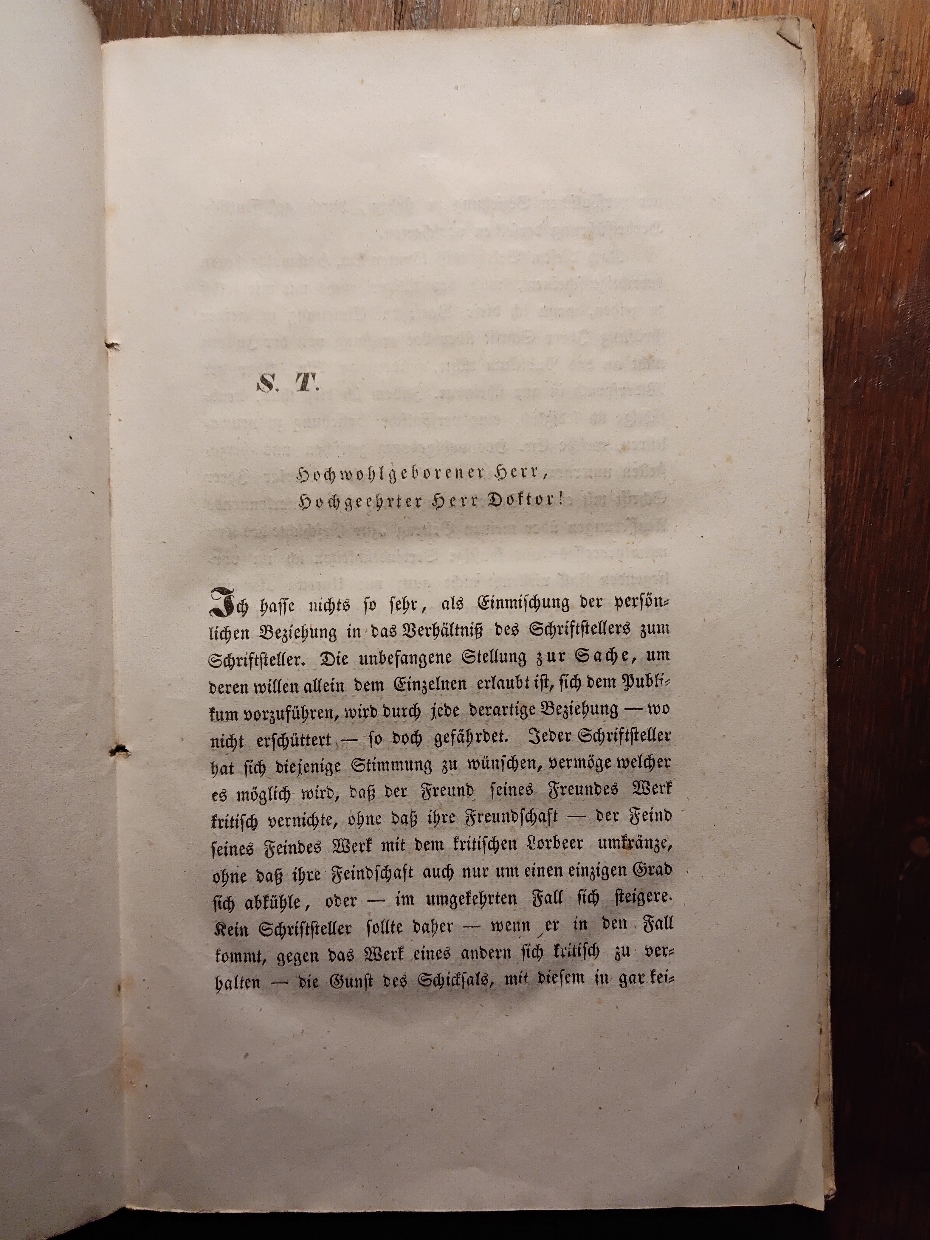 S. T.
Hochwohlgeborener Herr,
Hochgeehrter Herr Doktor!
Ich hasse nichts so sehr, als Einmischung der persön-
lichen Beziehung in das Verhältniß des Schriftstellers zum
Schriftsteller. Die unbefangene Stellung zur Sache, um
deren willen allein dem Einzelnen erlaubt ist, sich dem Publi-
kum vorzuführen, wird durch jede derartige Beziehung — wo
nicht erschüttert — so doch gefährdet. Jeder Schriftsteller
hat sich diejenige Stimmung zu wünschen, vermöge welcher
es möglich wird, daß der Freund seines Freundes Werk
kritisch vernichte, ohne daß ihre Freundschaft — der Feind
seines Feindes Werk mit dem kritischen Lorbeer umkränze,
ohne daß ihre Feindschaft auch nur um einen einzigen Grad
sich abkühle, oder — im umgekehrten Fall sich steigere.
Kein Schriftsteller sollte daher — wenn er in den Fall
kommt, gegen das Werk eines andern sich kritisch zu ver-
halten — die Gunst des Schicksals, mit diesem in gar kei-